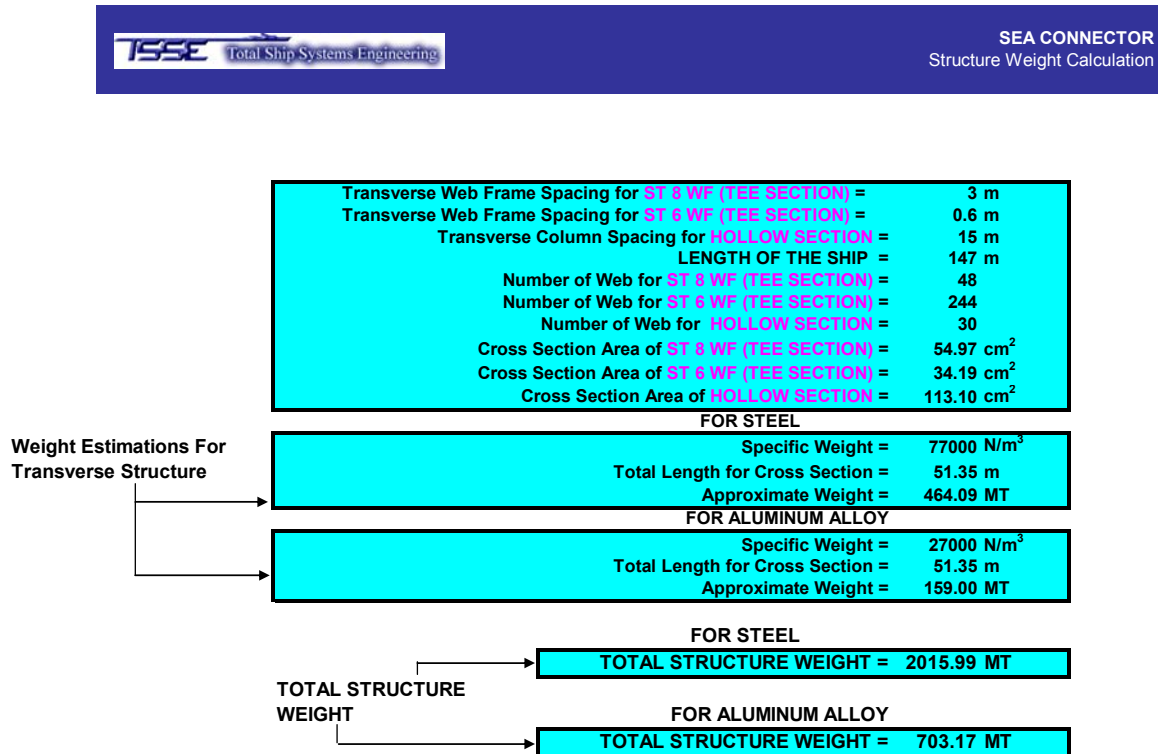 TSSE Total Ship Systems Engineering
SEA CONNECTOR
Structure Weight Calculation
Transverse Web Frame Spacing for ST 8 WF (TEE SECTION) = 3 m
Transverse Web Frame Spacing for ST 6 WF (TEE SECTION) = 0.6 m
Transverse Column Spacing for HOLLOW SECTION = 15 m
LENGTH OF THE SHIP = 147 m
Number of Web for ST 8 WF (TEE SECTION) = 48
Number of Web for ST 6 WF (TEE SECTION) = 244
Number of Web for HOLLOW SECTION = 30
Cross Section Area of ST 8 WF (TEE SECTION) = 54.97 cm²
Cross Section Area of ST 6 WF (TEE SECTION) = 34.19 cm²
Cross Section Area of HOLLOW SECTION = 113.10 cm²
FOR STEEL
Weight Estimations For
Transverse Structure
Specific Weight = 77000 N/m³
Total Length for Cross Section = 51.35 m
Approximate Weight = 464.09 MT
FOR ALUMINUM ALLOY
Specific Weight = 27000 N/m³
Total Length for Cross Section = 51.35 m
Approximate Weight = 159.00 MT
FOR STEEL
TOTAL STRUCTURE WEIGHT = 2015.99 MT
TOTAL STRUCTURE
WEIGHT
FOR ALUMINUM ALLOY
TOTAL STRUCTURE WEIGHT = 703.17 MT